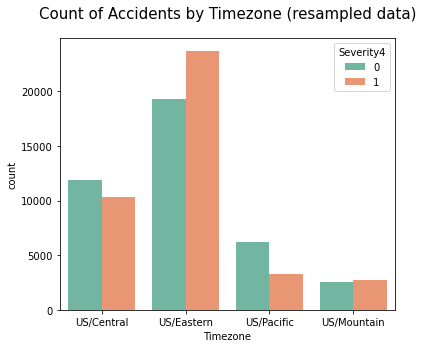 Count of Accidents by Timezone (resampled data)
Severity4
0
1
count
20000
15000
10000
5000
0
US/Central US/Eastern US/Pacific US/Mountain
Timezone